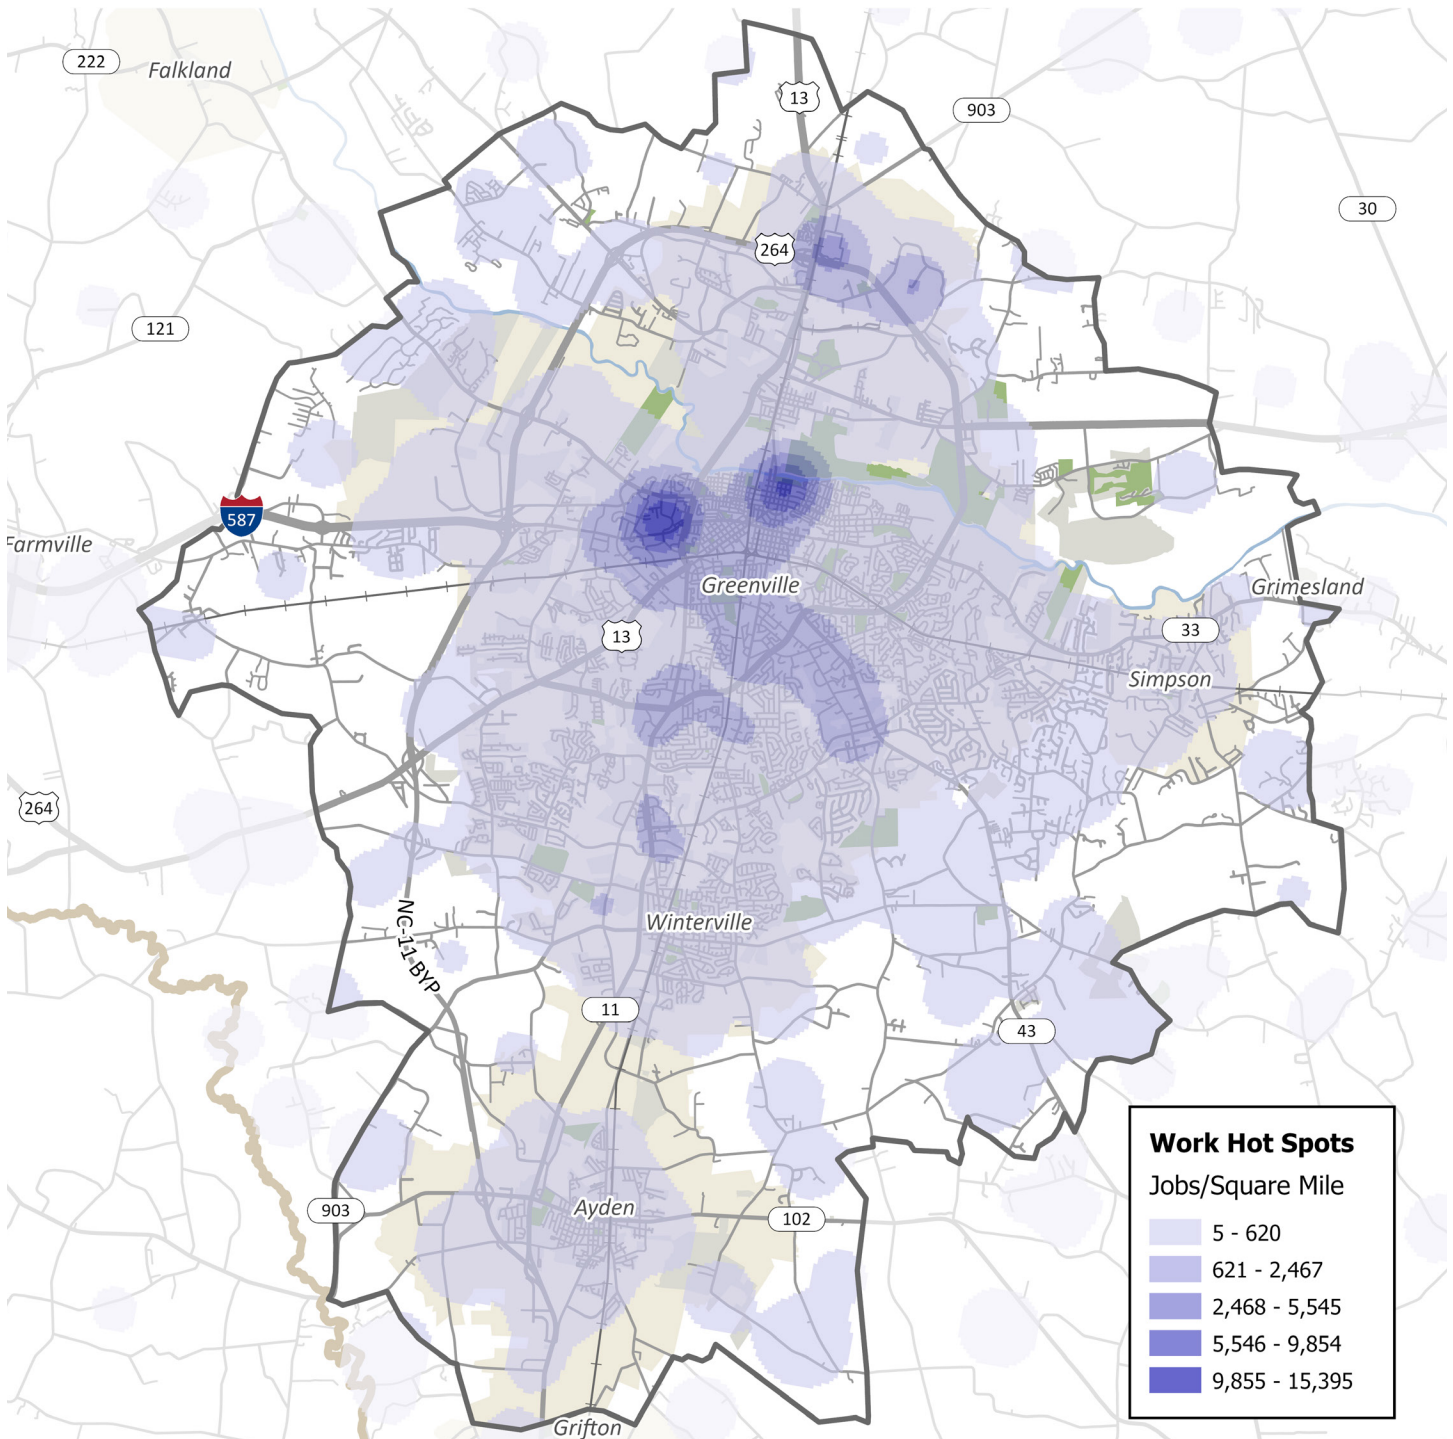 222
Falkland
13
903
30
264
121
587
Farmville
Greenville
Grimesland
13
33
Simpson
264
NC-11 BYP
Winterville
11
43
Work Hot Spots
Jobs/Square Mile
5 - 620
621 - 2,467
2,468 - 5,545
5,546 - 9,854
9,855 - 15,395
903
Ayden
102
Grifton